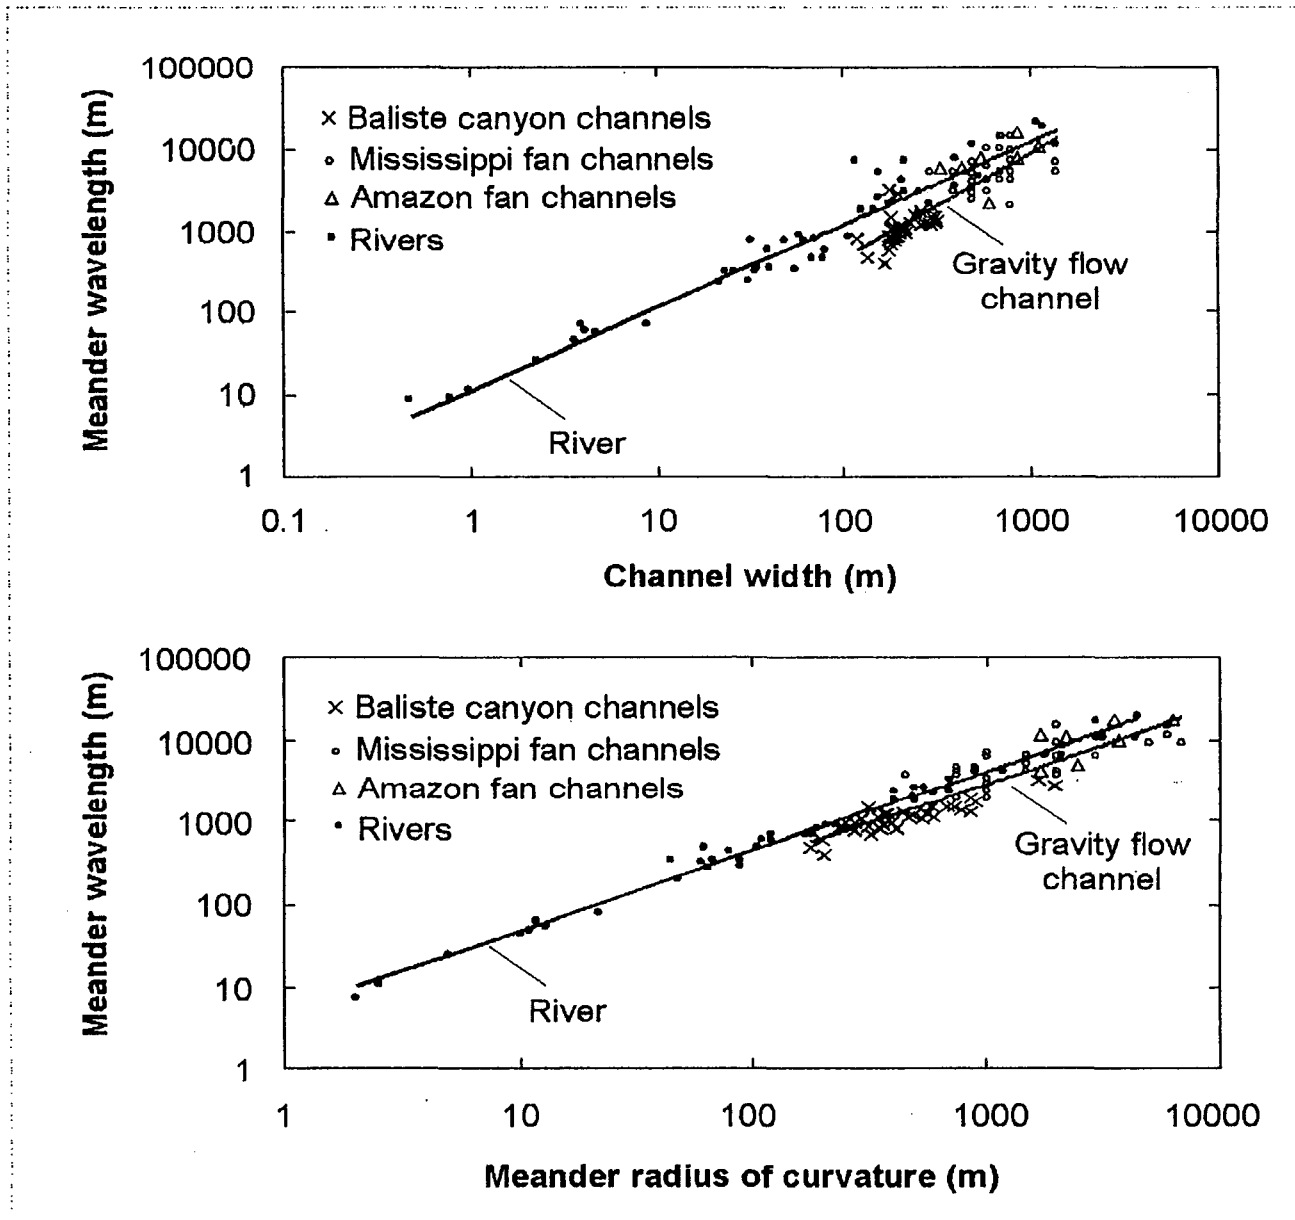 Meander wavelength (m)
100000
10000
1000
100
10
1
× Baliste canyon channels
○ Mississippi fan channels
△ Amazon fan channels
▪ Rivers
Gravity flow
channel
River
0.1
1
10
100
1000
10000
Channel width (m)
Meander wavelength (m)
100000
10000
1000
100
10
1
× Baliste canyon channels
○ Mississippi fan channels
△ Amazon fan channels
• Rivers
Gravity flow
channel
River
1
10
100
1000
10000
Meander radius of curvature (m)